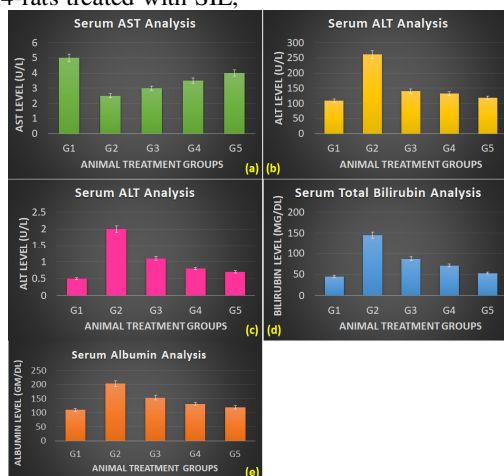 4 rats treated with SIL,
Serum AST Analysis
AST LEVEL (U/L)
6
5
4
3
2
1
0
G1 G2 G3 G4 G5
ANIMAL TREATMENT GROUPS
(a)
Serum ALT Analysis
ALT LEVEL (U/L)
300
250
200
150
100
50
0
G1 G2 G3 G4 G5
ANIMAL TREATMENT GROUPS
(b)
Serum ALT Analysis
ALT LEVEL (U/L)
2.5
2
1.5
1
0.5
0
G1 G2 G3 G4 G5
ANIMAL TREATMENT GROUPS
(c)
Serum Total Bilirubin Analysis
BILIRUBIN LEVEL (MG/DL)
200
150
100
50
0
G1 G2 G3 G4 G5
ANIMAL TREATMENT GROUPS
(d)
Serum Albumin Analysis
ALBUMIN LEVEL (GM/DL)
250
200
150
100
50
0
G1 G2 G3 G4 G5
ANIMAL TREATMENT GROUPS
(e)